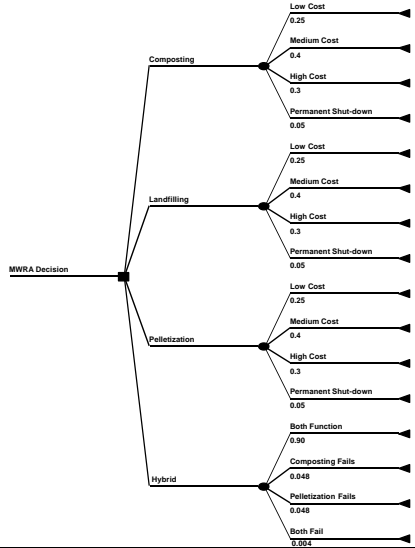 Low Cost
0.25
Medium Cost
0.4
Composting
High Cost
0.3
Permanent Shut-down
0.05
Low Cost
0.25
Medium Cost
0.4
Landfilling
High Cost
0.3
Permanent Shut-down
0.05
MWRA Decision
Low Cost
0.25
Medium Cost
0.4
Pelletization
High Cost
0.3
Permanent Shut-down
0.05
Both Function
0.90
Composting Fails
0.048
Hybrid
Pelletization Fails
0.048
Both Fail
0.004